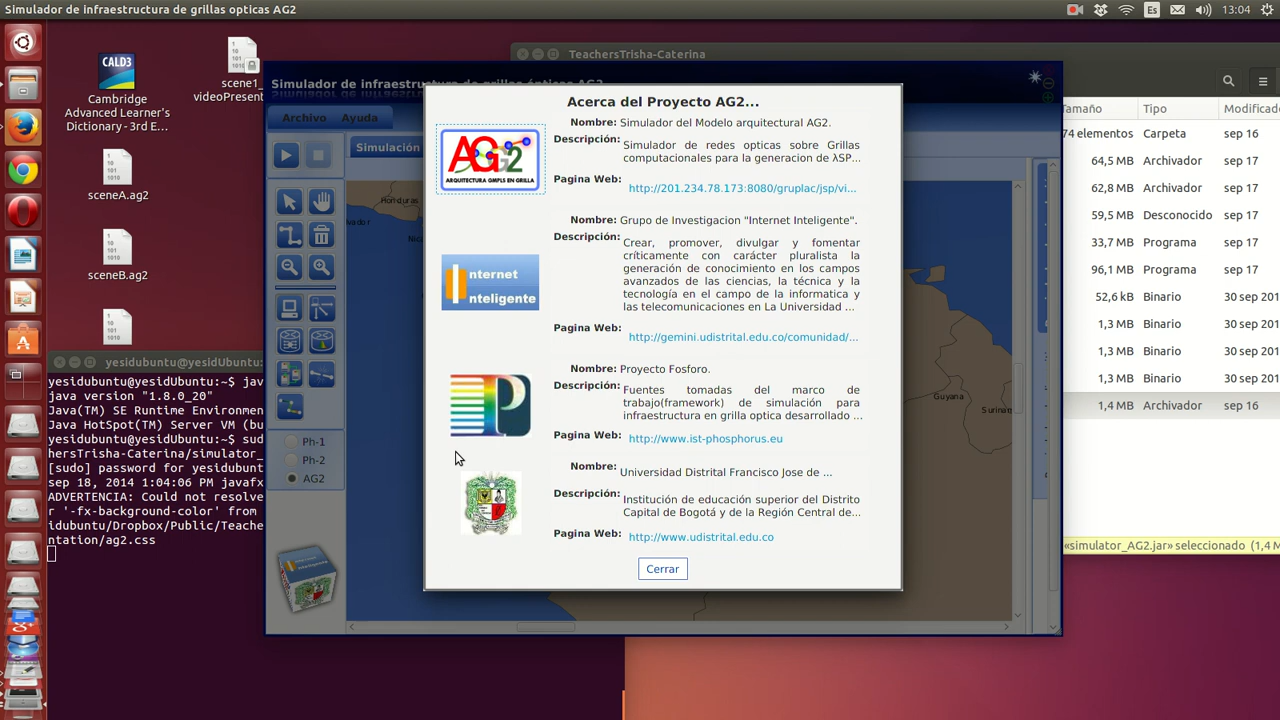 Simulador de infraestructura de grillas opticas AG2
Es
13:04
TeachersTrisha-Caterina
CALD3
Cambridge
Advanced Learner's
Dictionary - 3rd E...
scene1_
videoPresent
sceneA.ag2
sceneB.ag2
Simulador de infraestructura de grillas ópticas AG2
Archivo
Ayuda
Simulación
Ph-1
Ph-2
AG2
Honduras
Guyana
Surinam
Acerca del Proyecto AG2...
AG2
ARQUITECTURA GMPLS EN GRILLA
Nombre: Simulador del Modelo arquitectural AG2.
Descripción: Simulador de redes opticas sobre Grillas
computacionales para la generacion de λSP...
Pagina Web: http://201.234.78.173:8080/gruplac/jsp/vi...
Internet
Inteligente
Nombre: Grupo de Investigacion "Internet Inteligente".
Descripción: Crear, promover, divulgar y fomentar
críticamente con carácter pluralista la
generación de conocimiento en los campos
avanzados de las ciencias, la técnica y la
tecnología en el campo de la informatica y
las telecomunicaciones en La Universidad ...
Pagina Web: http://gemini.udistrital.edu.co/comunidad/...
Nombre: Proyecto Fosforo.
Descripción: Fuentes tomadas del marco de
trabajo(framework) de simulación para
infraestructura en grilla optica desarrollado ...
Pagina Web: http://www.ist-phosphorus.eu
Nombre: Universidad Distrital Francisco Jose de ...
Descripción: Institución de educación superior del Distrito
Capital de Bogotá y de la Región Central de...
Pagina Web: http://www.udistrital.edu.co
Cerrar
yesidubuntu@yesidUbuntu:
yesidubuntu@yesidUbuntu:~$ jav
java version "1.8.0_20"
Java(TM) SE Runtime Environmen
Java HotSpot(TM) Server VM (bu
yesidubuntu@yesidUbuntu:~$ sud
hersTrisha-Caterina/simulator_
[sudo] password for yesidubunt
sep 18, 2014 1:04:06 PM javafx
ADVERTENCIA: Could not resolve
r '-fx-background-color' from
idubuntu/Dropbox/Public/Teache
ntation/ag2.css
Tamaño Tipo Modificado
74 elementos Carpeta sep 16
64,5 MB Archivador sep 17
62,8 MB Archivador sep 17
59,5 MB Desconocido sep 17
33,7 MB Programa sep 17
96,1 MB Programa sep 17
52,6 kB Binario 30 sep 201
1,3 MB Binario 30 sep 201
1,3 MB Binario 30 sep 201
1,3 MB Binario 30 sep 201
1,4 MB Archivador sep 16
«simulator_AG2.jar» seleccionado (1,4 M